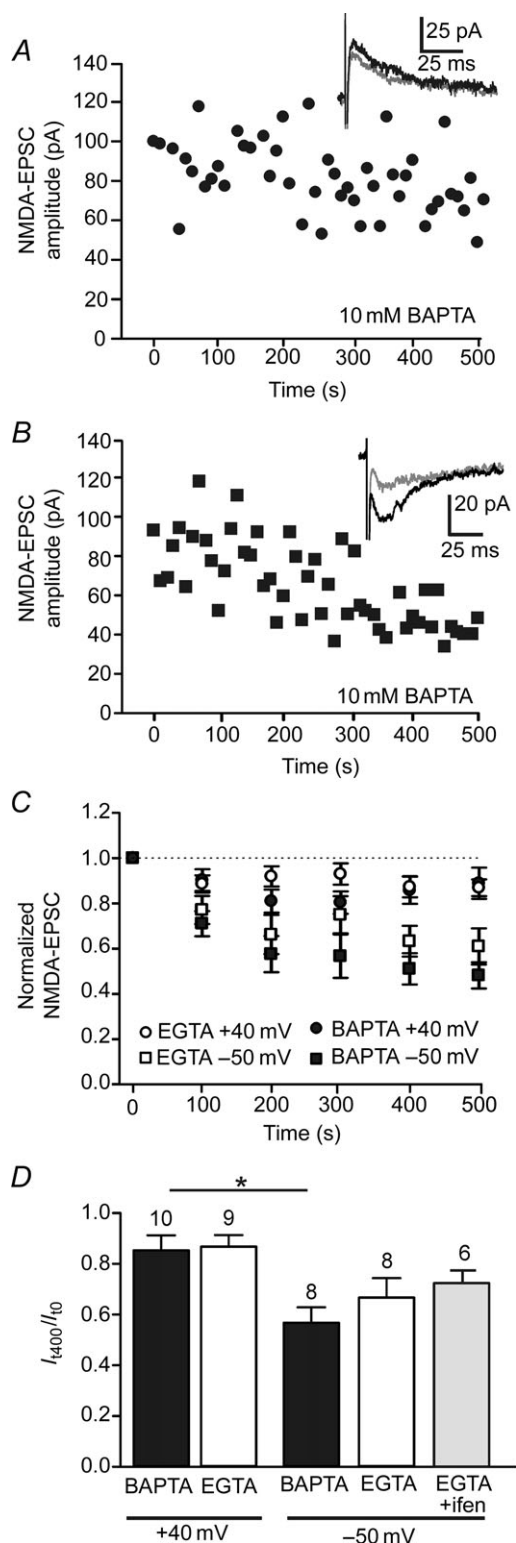 A
25 pA
25 ms
NMDA-EPSC
amplitude (pA)
140
120
100
80
60
40
20
0
10 mM BAPTA
0
100
200
300
400
500
Time (s)
B
20 pA
25 ms
NMDA-EPSC
amplitude (pA)
140
120
100
80
60
40
20
0
10 mM BAPTA
0
100
200
300
400
500
Time (s)
C
Normalized
NMDA-EPSC
1.2
1.0
0.8
0.6
0.4
0.2
0.0
EGTA +40 mV
BAPTA +40 mV
EGTA –50 mV
BAPTA –50 mV
0
100
200
300
400
500
Time (s)
D
It400/It0
1.0
0.8
0.6
0.8
0.2
0.0
*
10
9
8
8
6
BAPTA
EGTA
BAPTA
EGTA
EGTA
+ifen
+40 mV
–50 mV